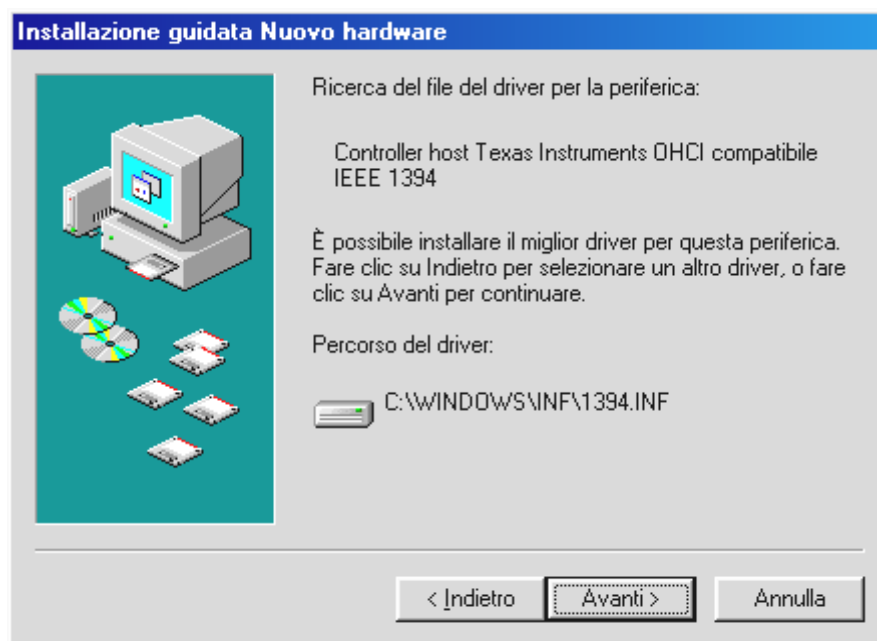 Installazione guidata Nuovo hardware
Ricerca del file del driver per la periferica:
Controller host Texas Instruments OHCI compatibile
IEEE 1394
È possibile installare il miglior driver per questa periferica.
Fare clic su Indietro per selezionare un altro driver, o fare
clic su Avanti per continuare.
Percorso del driver:
C:\WINDOWS\INF\1394.INF
< Indietro
Avanti >
Annulla